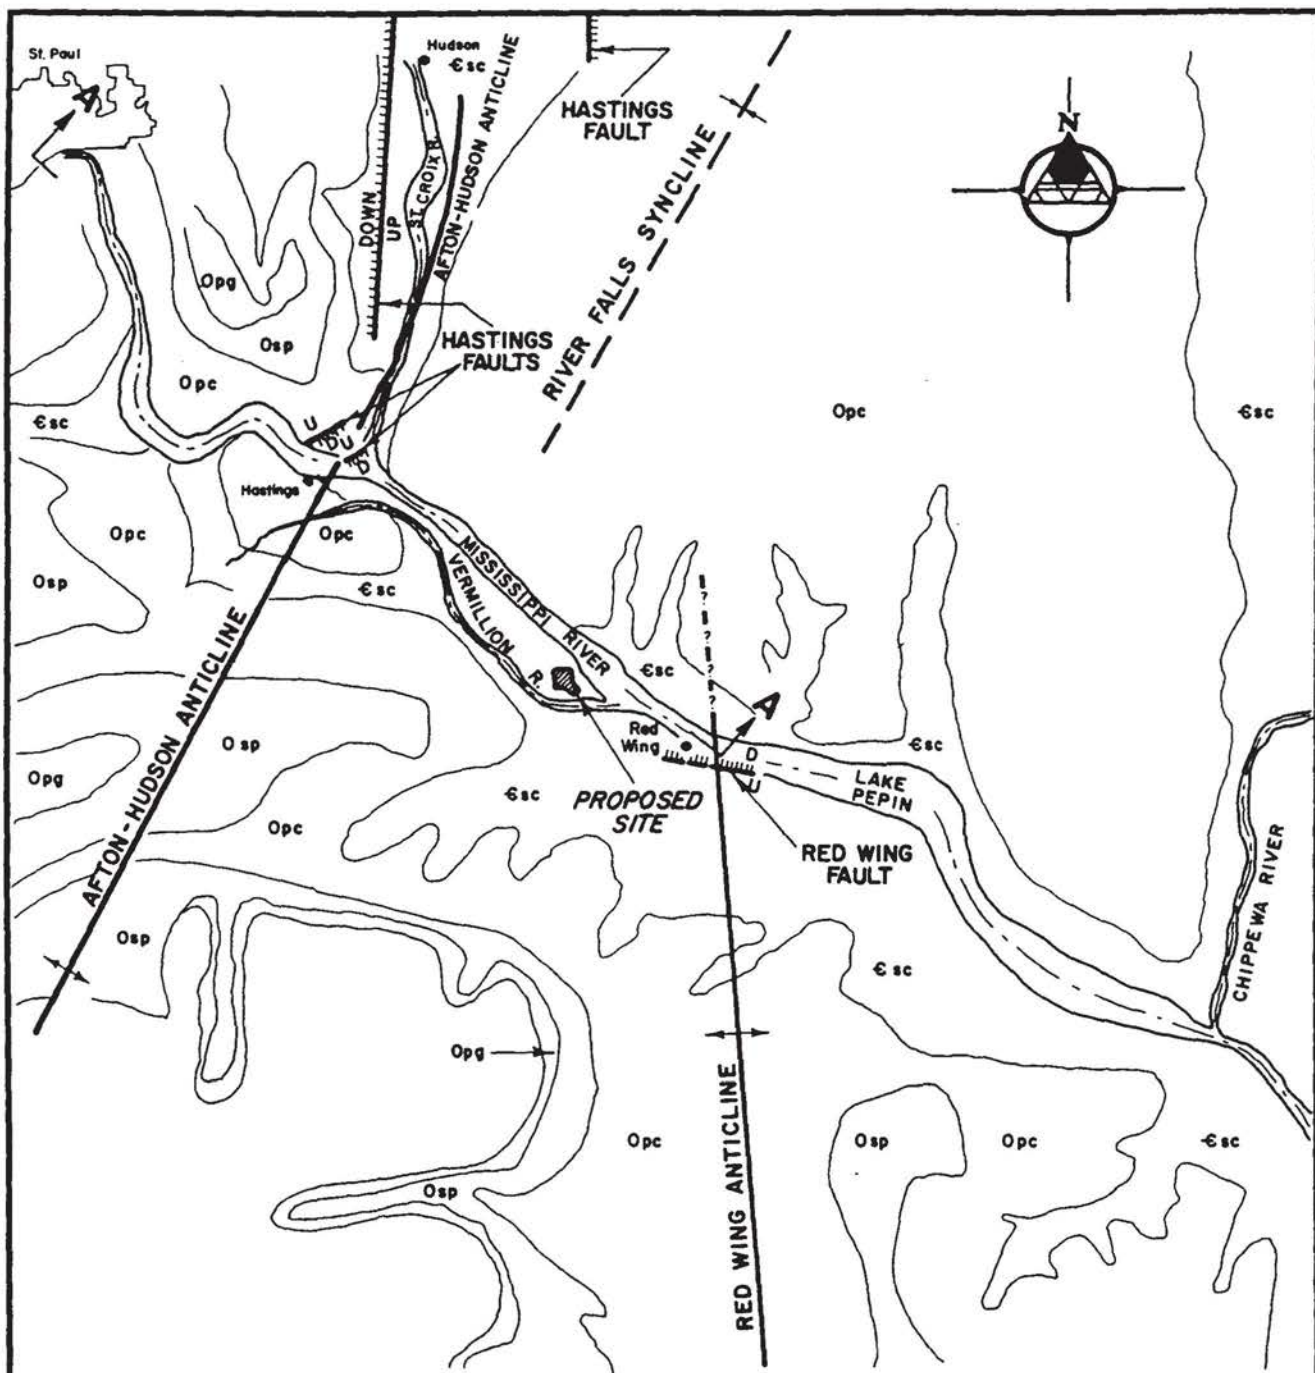 St. Paul
A
Hudson
Є sc
HASTINGS
FAULT
N
DOWN
UP
ST. CROIX R.
AFTON-HUDSON ANTICLINE
RIVER FALLS SYNCLINE
Opg
Osp
HASTINGS
FAULTS
Opc
Є sc
U
D
U
D
Opc
Є sc
Hastings
Opc
Opc
Osp
Є sc
MISSISSIPPI RIVER
VERMILLION R.
?
?
?
?
?
Є sc
A
AFTON-HUDSON ANTICLINE
Osp
Red
Wing
D
U
Є sc
LAKE
PEPIN
Opg
Є sc
PROPOSED
SITE
Opc
RED WING
FAULT
CHIPPEWA RIVER
Osp
Є sc
Opg
RED WING ANTICLINE
Opc
Osp
Opc
Є sc
Osp